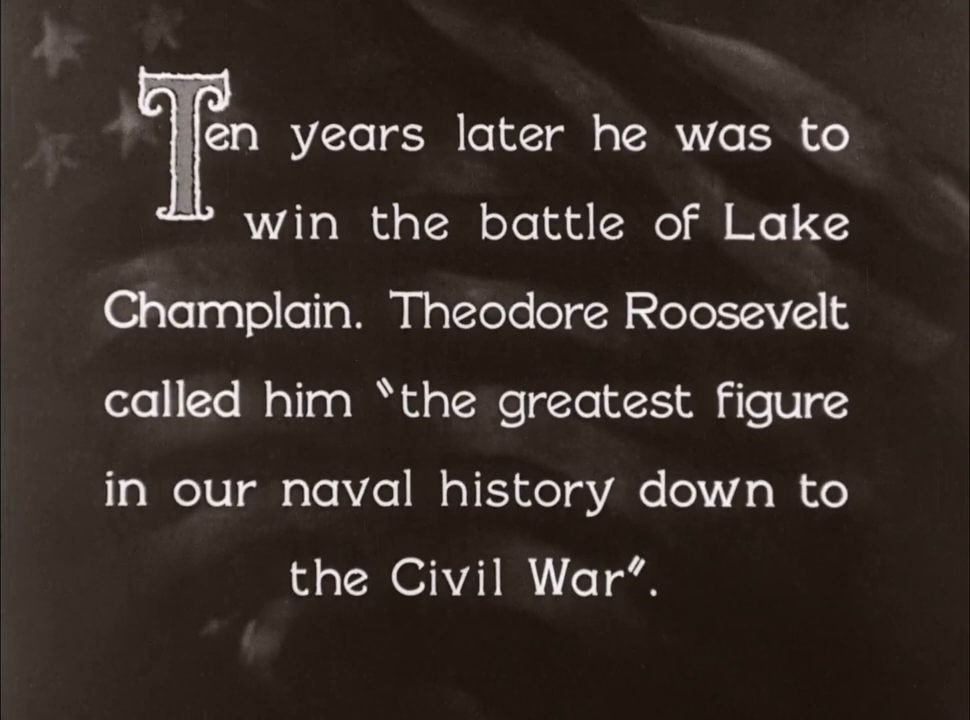 Ten years later he was to
win the battle of Lake
Champlain. Theodore Roosevelt
called him "the greatest figure
in our naval history down to
the Civil War".